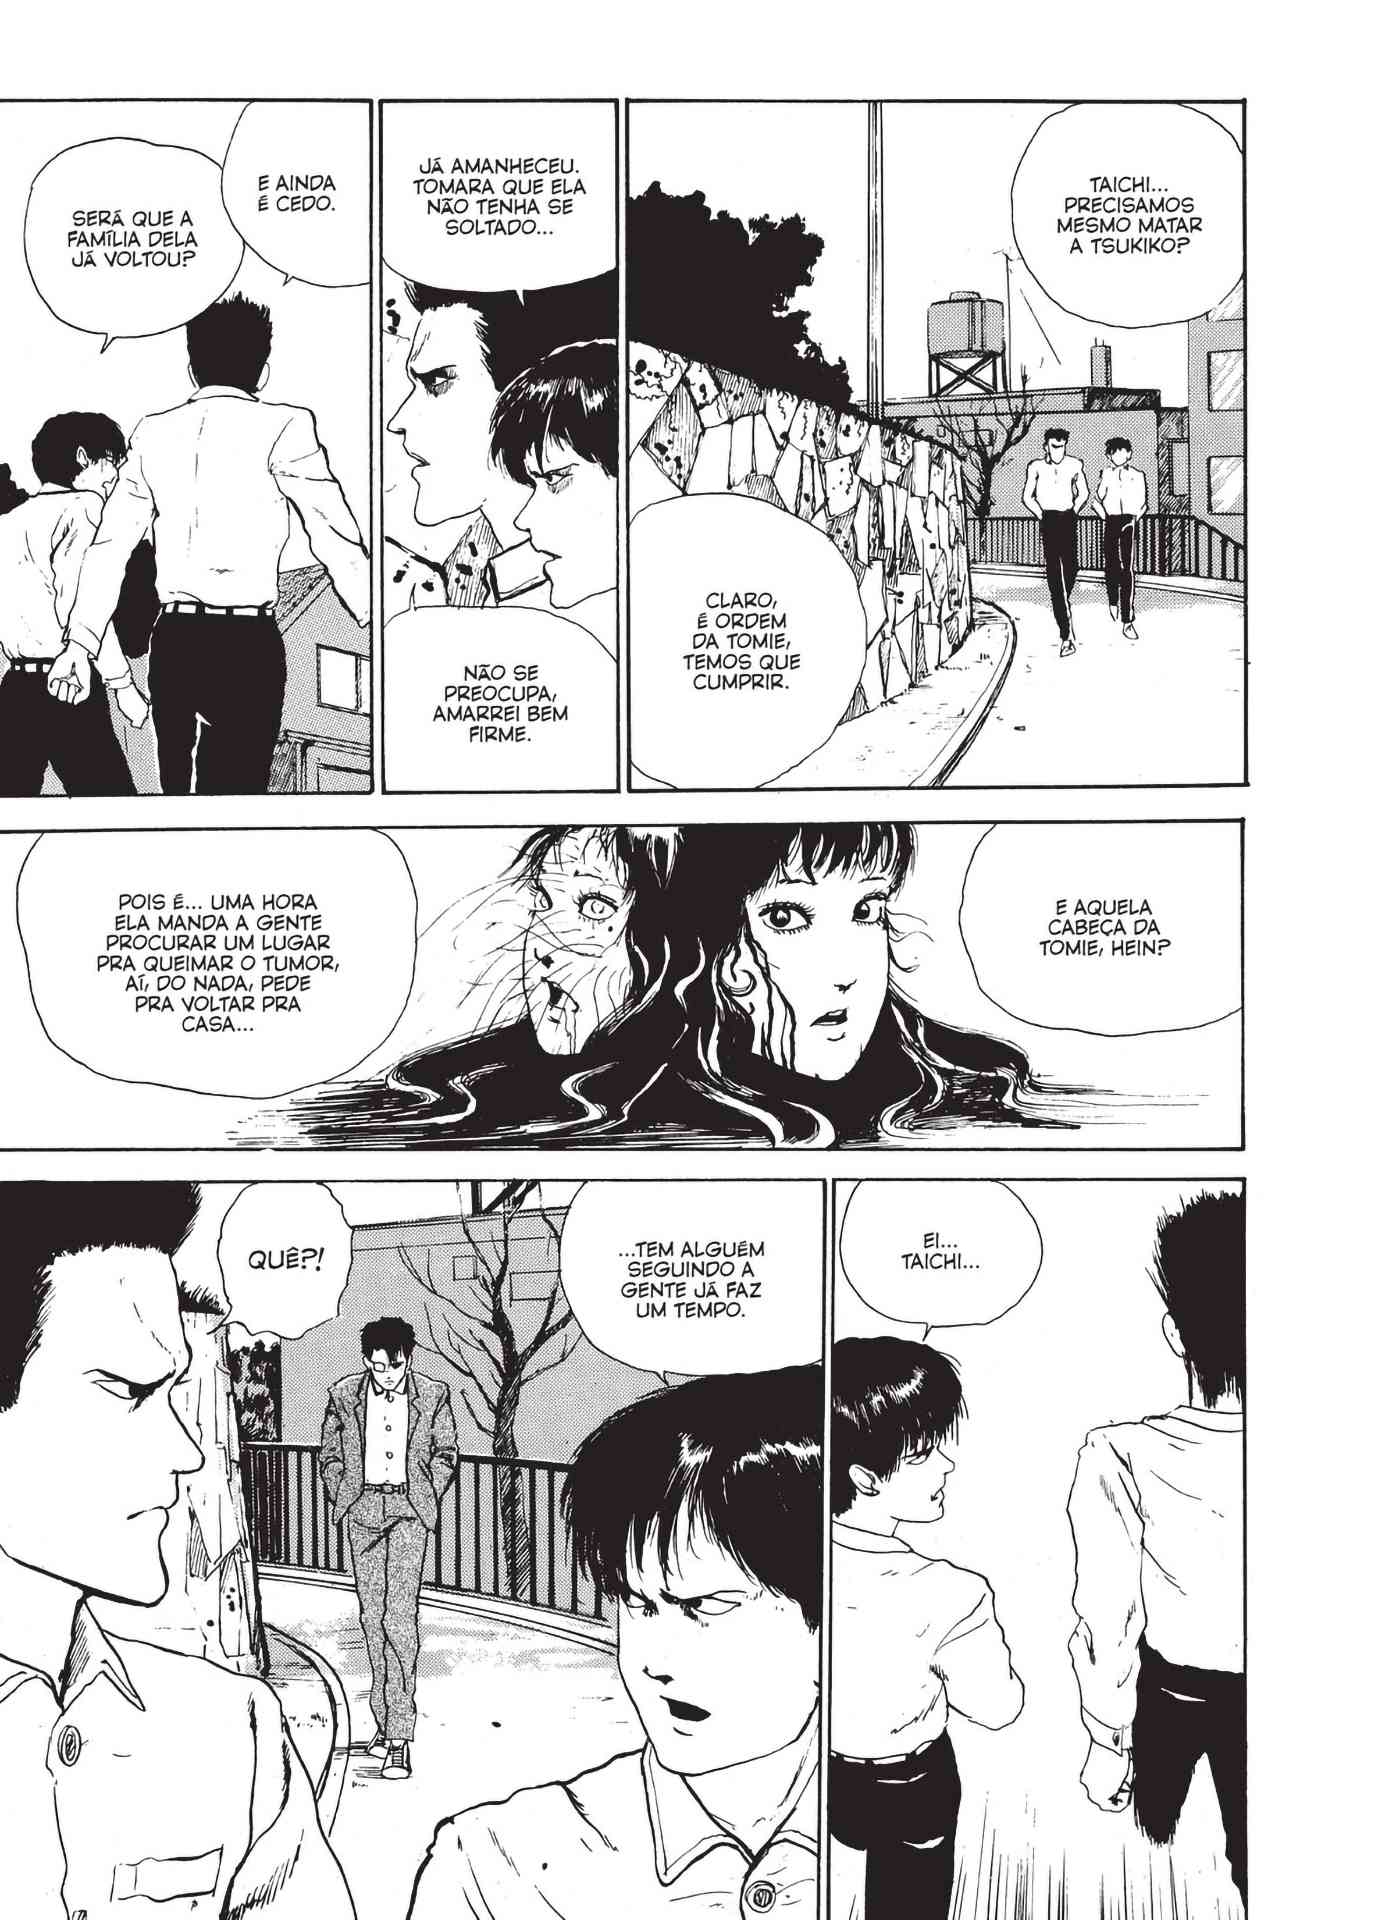 TAICHI...
PRECISAMOS
MESMO MATAR
A TSUKIKO?
CLARO,
É ORDEM
DA TOMIE,
TEMOS QUE
CUMPRIR.
JÁ AMANHECEU.
TOMARA QUE ELA
NÃO TENHA SE
SOLTADO...
NÃO SE
PREOCUPA,
AMARREI BEM
FIRME.
E AINDA
É CEDO.
SERÁ QUE A
FAMÍLIA DELA
JÁ VOLTOU?
E AQUELA
CABEÇA DA
TOMIE, HEIN?
POIS É... UMA HORA
ELA MANDA A GENTE
PROCURAR UM LUGAR
PRA QUEIMAR O TUMOR,
AÍ, DO NADA, PEDE
PRA VOLTAR PRA
CASA...
EI...
TAICHI...
...TEM ALGUÉM
SEGUINDO A
GENTE JÁ FAZ
UM TEMPO.
QUÊ?!